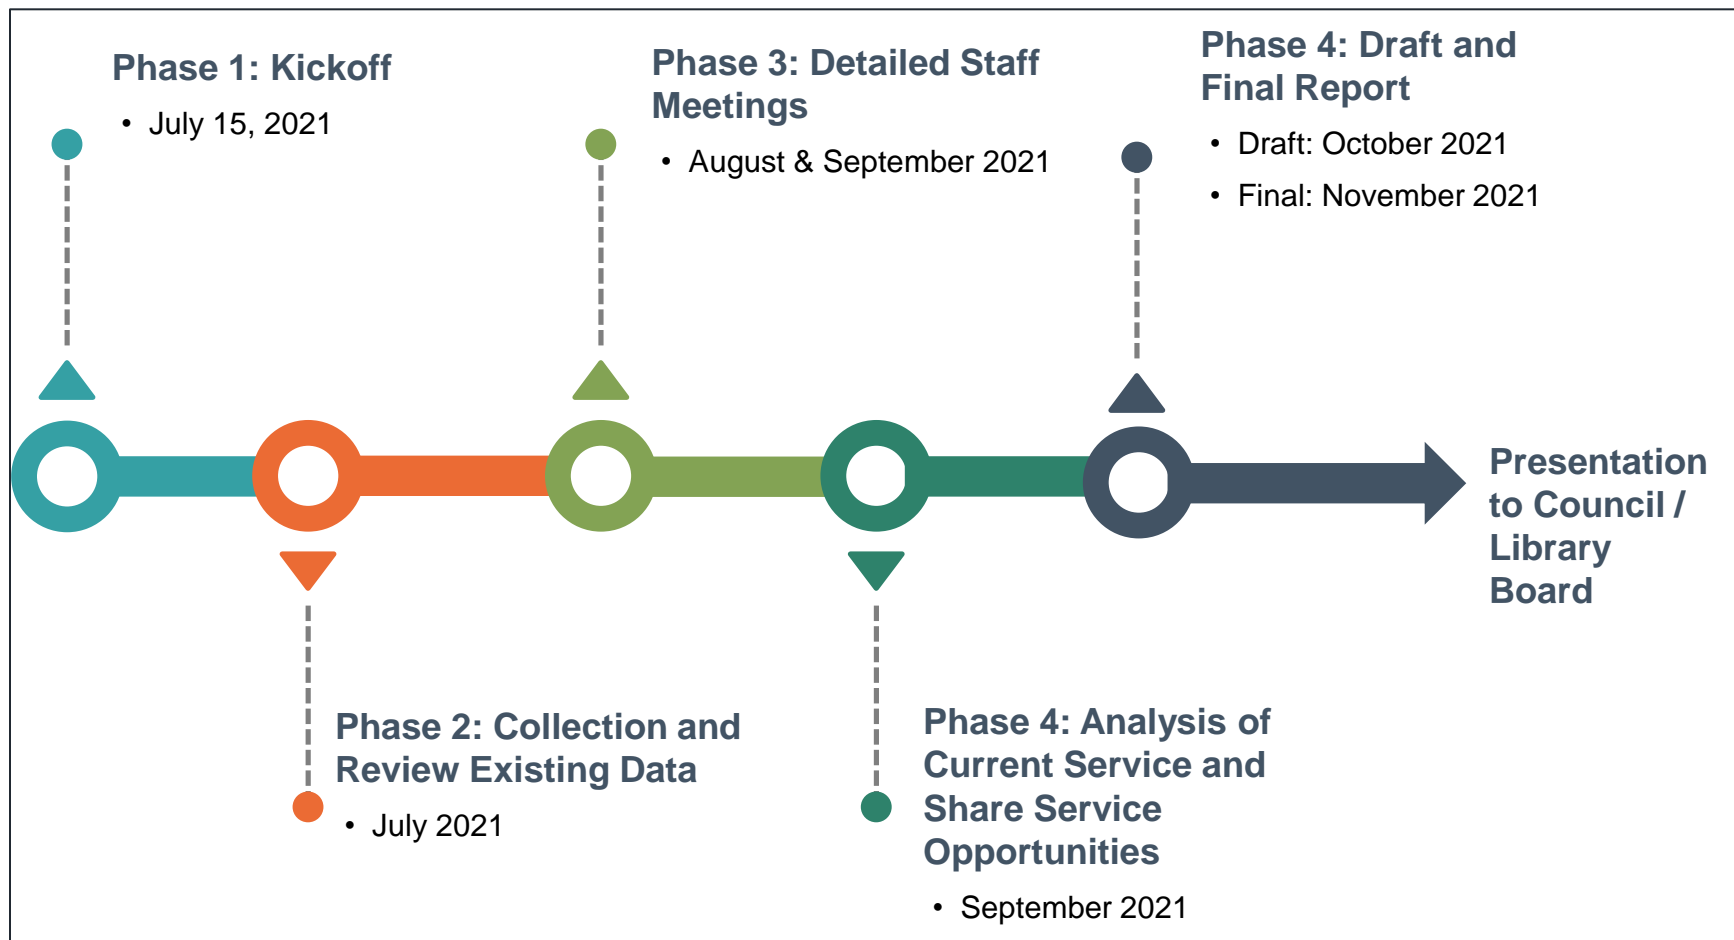 Phase 1: Kickoff
• July 15, 2021
Phase 2: Collection and
Review Existing Data
• July 2021
Phase 3: Detailed Staff
Meetings
• August & September 2021
Phase 4: Analysis of
Current Service and
Share Service
Opportunities
• September 2021
Phase 4: Draft and
Final Report
• Draft: October 2021
• Final: November 2021
Presentation
to Council /
Library
Board